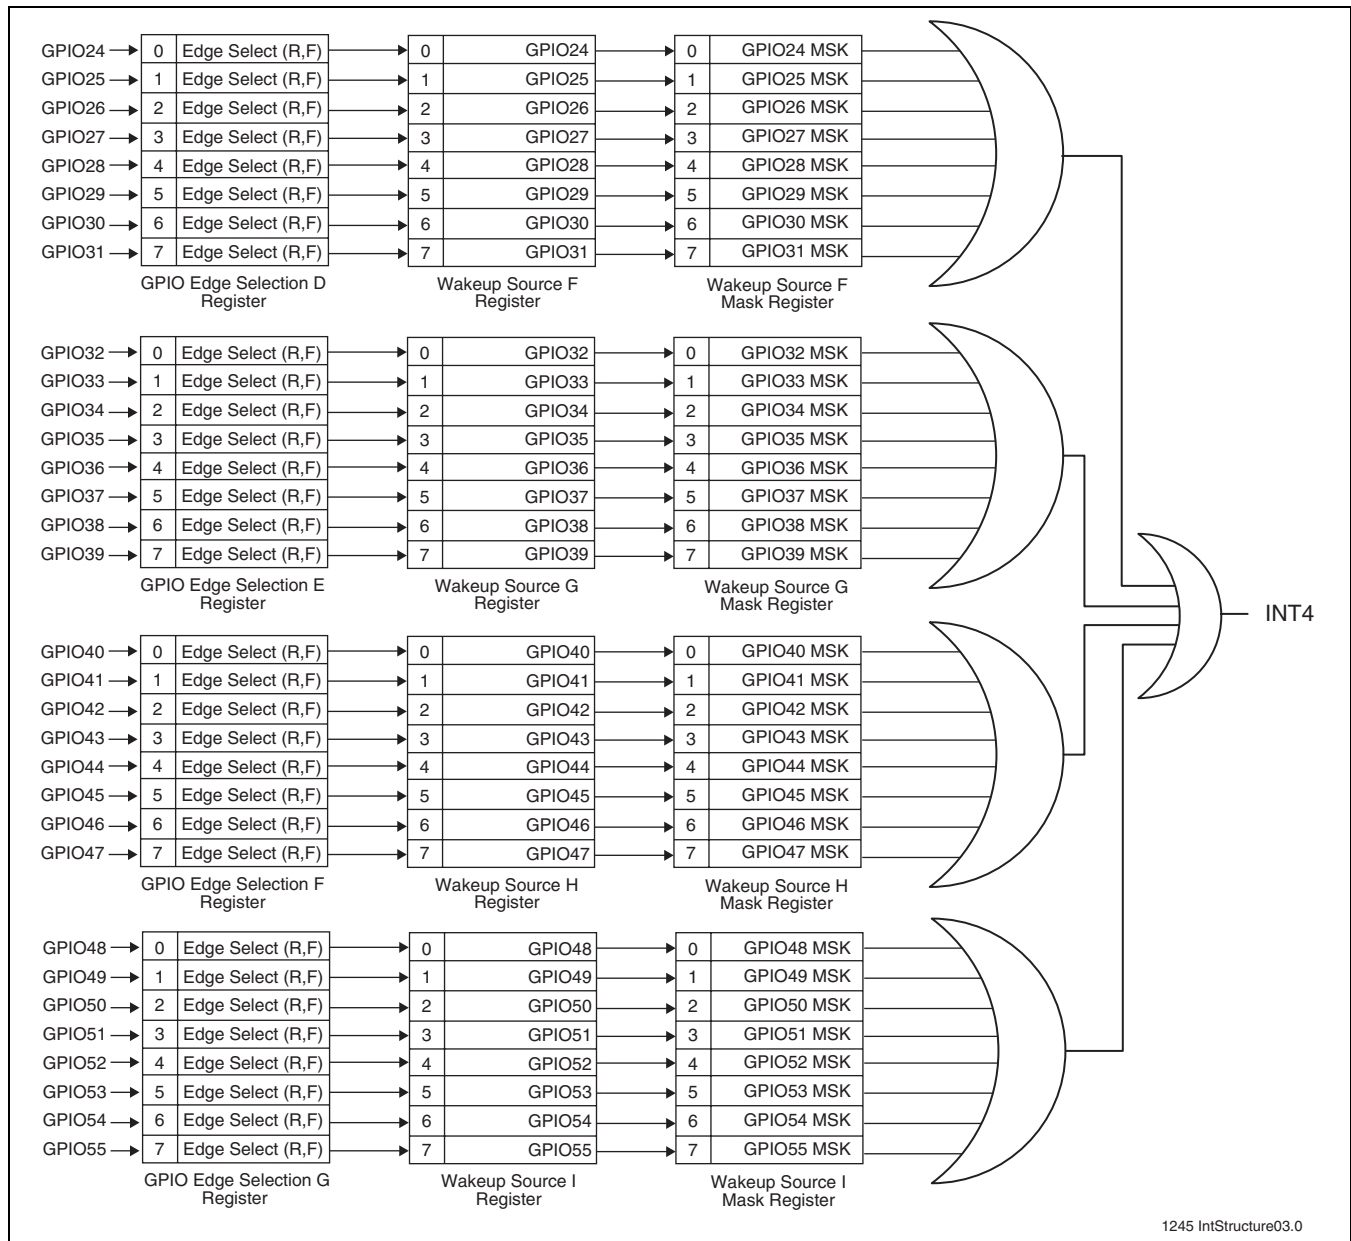 GPIO24 0 Edge Select (R,F) 0 GPIO24 0 GPIO24 MSK
GPIO25 1 Edge Select (R,F) 1 GPIO25 1 GPIO25 MSK
GPIO26 2 Edge Select (R,F) 2 GPIO26 2 GPIO26 MSK
GPIO27 3 Edge Select (R,F) 3 GPIO27 3 GPIO27 MSK
GPIO28 4 Edge Select (R,F) 4 GPIO28 4 GPIO28 MSK
GPIO29 5 Edge Select (R,F) 5 GPIO29 5 GPIO29 MSK
GPIO30 6 Edge Select (R,F) 6 GPIO30 6 GPIO30 MSK
GPIO31 7 Edge Select (R,F) 7 GPIO31 7 GPIO31 MSK
GPIO Edge Selection D Wakeup Source F Wakeup Source F
Register Register Mask Register
GPIO32 0 Edge Select (R,F) 0 GPIO32 0 GPIO32 MSK
GPIO33 1 Edge Select (R,F) 1 GPIO33 1 GPIO33 MSK
GPIO34 2 Edge Select (R,F) 2 GPIO34 2 GPIO34 MSK
GPIO35 3 Edge Select (R,F) 3 GPIO35 3 GPIO35 MSK
GPIO36 4 Edge Select (R,F) 4 GPIO36 4 GPIO36 MSK
GPIO37 5 Edge Select (R,F) 5 GPIO37 5 GPIO37 MSK
GPIO38 6 Edge Select (R,F) 6 GPIO38 6 GPIO38 MSK
GPIO39 7 Edge Select (R,F) 7 GPIO39 7 GPIO39 MSK
GPIO Edge Selection E Wakeup Source G Wakeup Source G
Register Register Mask Register
INT4
GPIO40 0 Edge Select (R,F) 0 GPIO40 0 GPIO40 MSK
GPIO41 1 Edge Select (R,F) 1 GPIO41 1 GPIO41 MSK
GPIO42 2 Edge Select (R,F) 2 GPIO42 2 GPIO42 MSK
GPIO43 3 Edge Select (R,F) 3 GPIO43 3 GPIO43 MSK
GPIO44 4 Edge Select (R,F) 4 GPIO44 4 GPIO44 MSK
GPIO45 5 Edge Select (R,F) 5 GPIO45 5 GPIO45 MSK
GPIO46 6 Edge Select (R,F) 6 GPIO46 6 GPIO46 MSK
GPIO47 7 Edge Select (R,F) 7 GPIO47 7 GPIO47 MSK
GPIO Edge Selection F Wakeup Source H Wakeup Source H
Register Register Mask Register
GPIO48 0 Edge Select (R,F) 0 GPIO48 0 GPIO48 MSK
GPIO49 1 Edge Select (R,F) 1 GPIO49 1 GPIO49 MSK
GPIO50 2 Edge Select (R,F) 2 GPIO50 2 GPIO50 MSK
GPIO51 3 Edge Select (R,F) 3 GPIO51 3 GPIO51 MSK
GPIO52 4 Edge Select (R,F) 4 GPIO52 4 GPIO52 MSK
GPIO53 5 Edge Select (R,F) 5 GPIO53 5 GPIO53 MSK
GPIO54 6 Edge Select (R,F) 6 GPIO54 6 GPIO54 MSK
GPIO55 7 Edge Select (R,F) 7 GPIO55 7 GPIO55 MSK
GPIO Edge Selection G Wakeup Source I Wakeup Source I
Register Register Mask Register
1245 IntStructure03.0